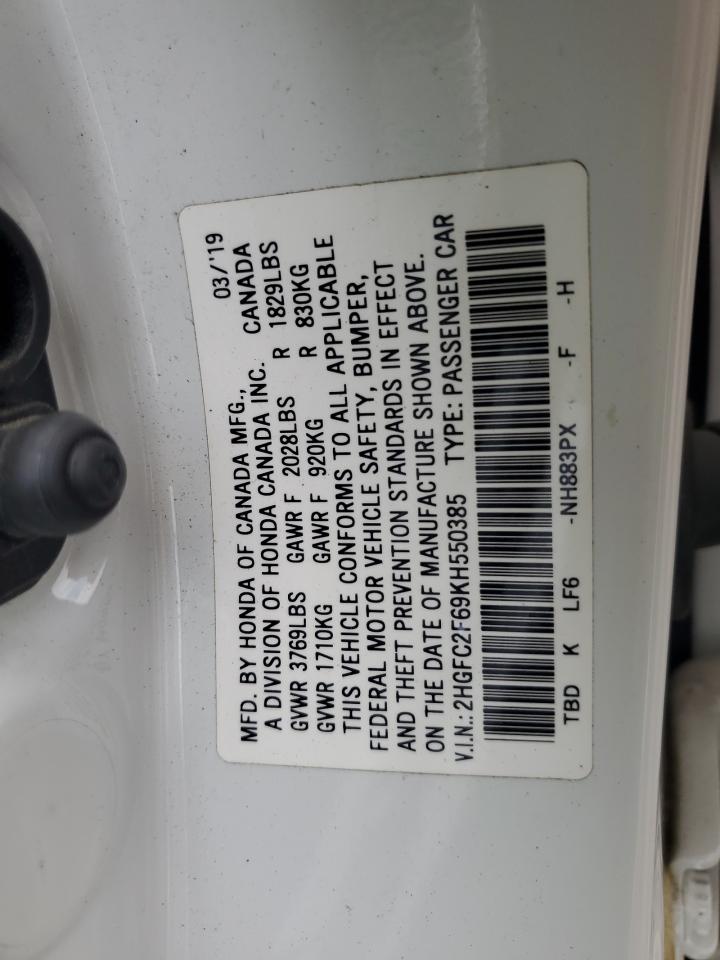 MFD. BY HONDA OF CANADA MFG., 03/'19
A DIVISION OF HONDA CANADA INC. CANADA
GVWR 3769LBS GAWR F 2028LBS R 1829LBS
GVWR 1710KG GAWR F 920KG R 830KG
THIS VEHICLE CONFORMS TO ALL APPLICABLE
FEDERAL MOTOR VEHICLE SAFETY, BUMPER,
AND THEFT PREVENTION STANDARDS IN EFFECT
ON THE DATE OF MANUFACTURE SHOWN ABOVE.
V.I.N.: 2HGFC2F69KH550385 TYPE: PASSENGER CAR
TBD K LF6 -NH883PX -F -H